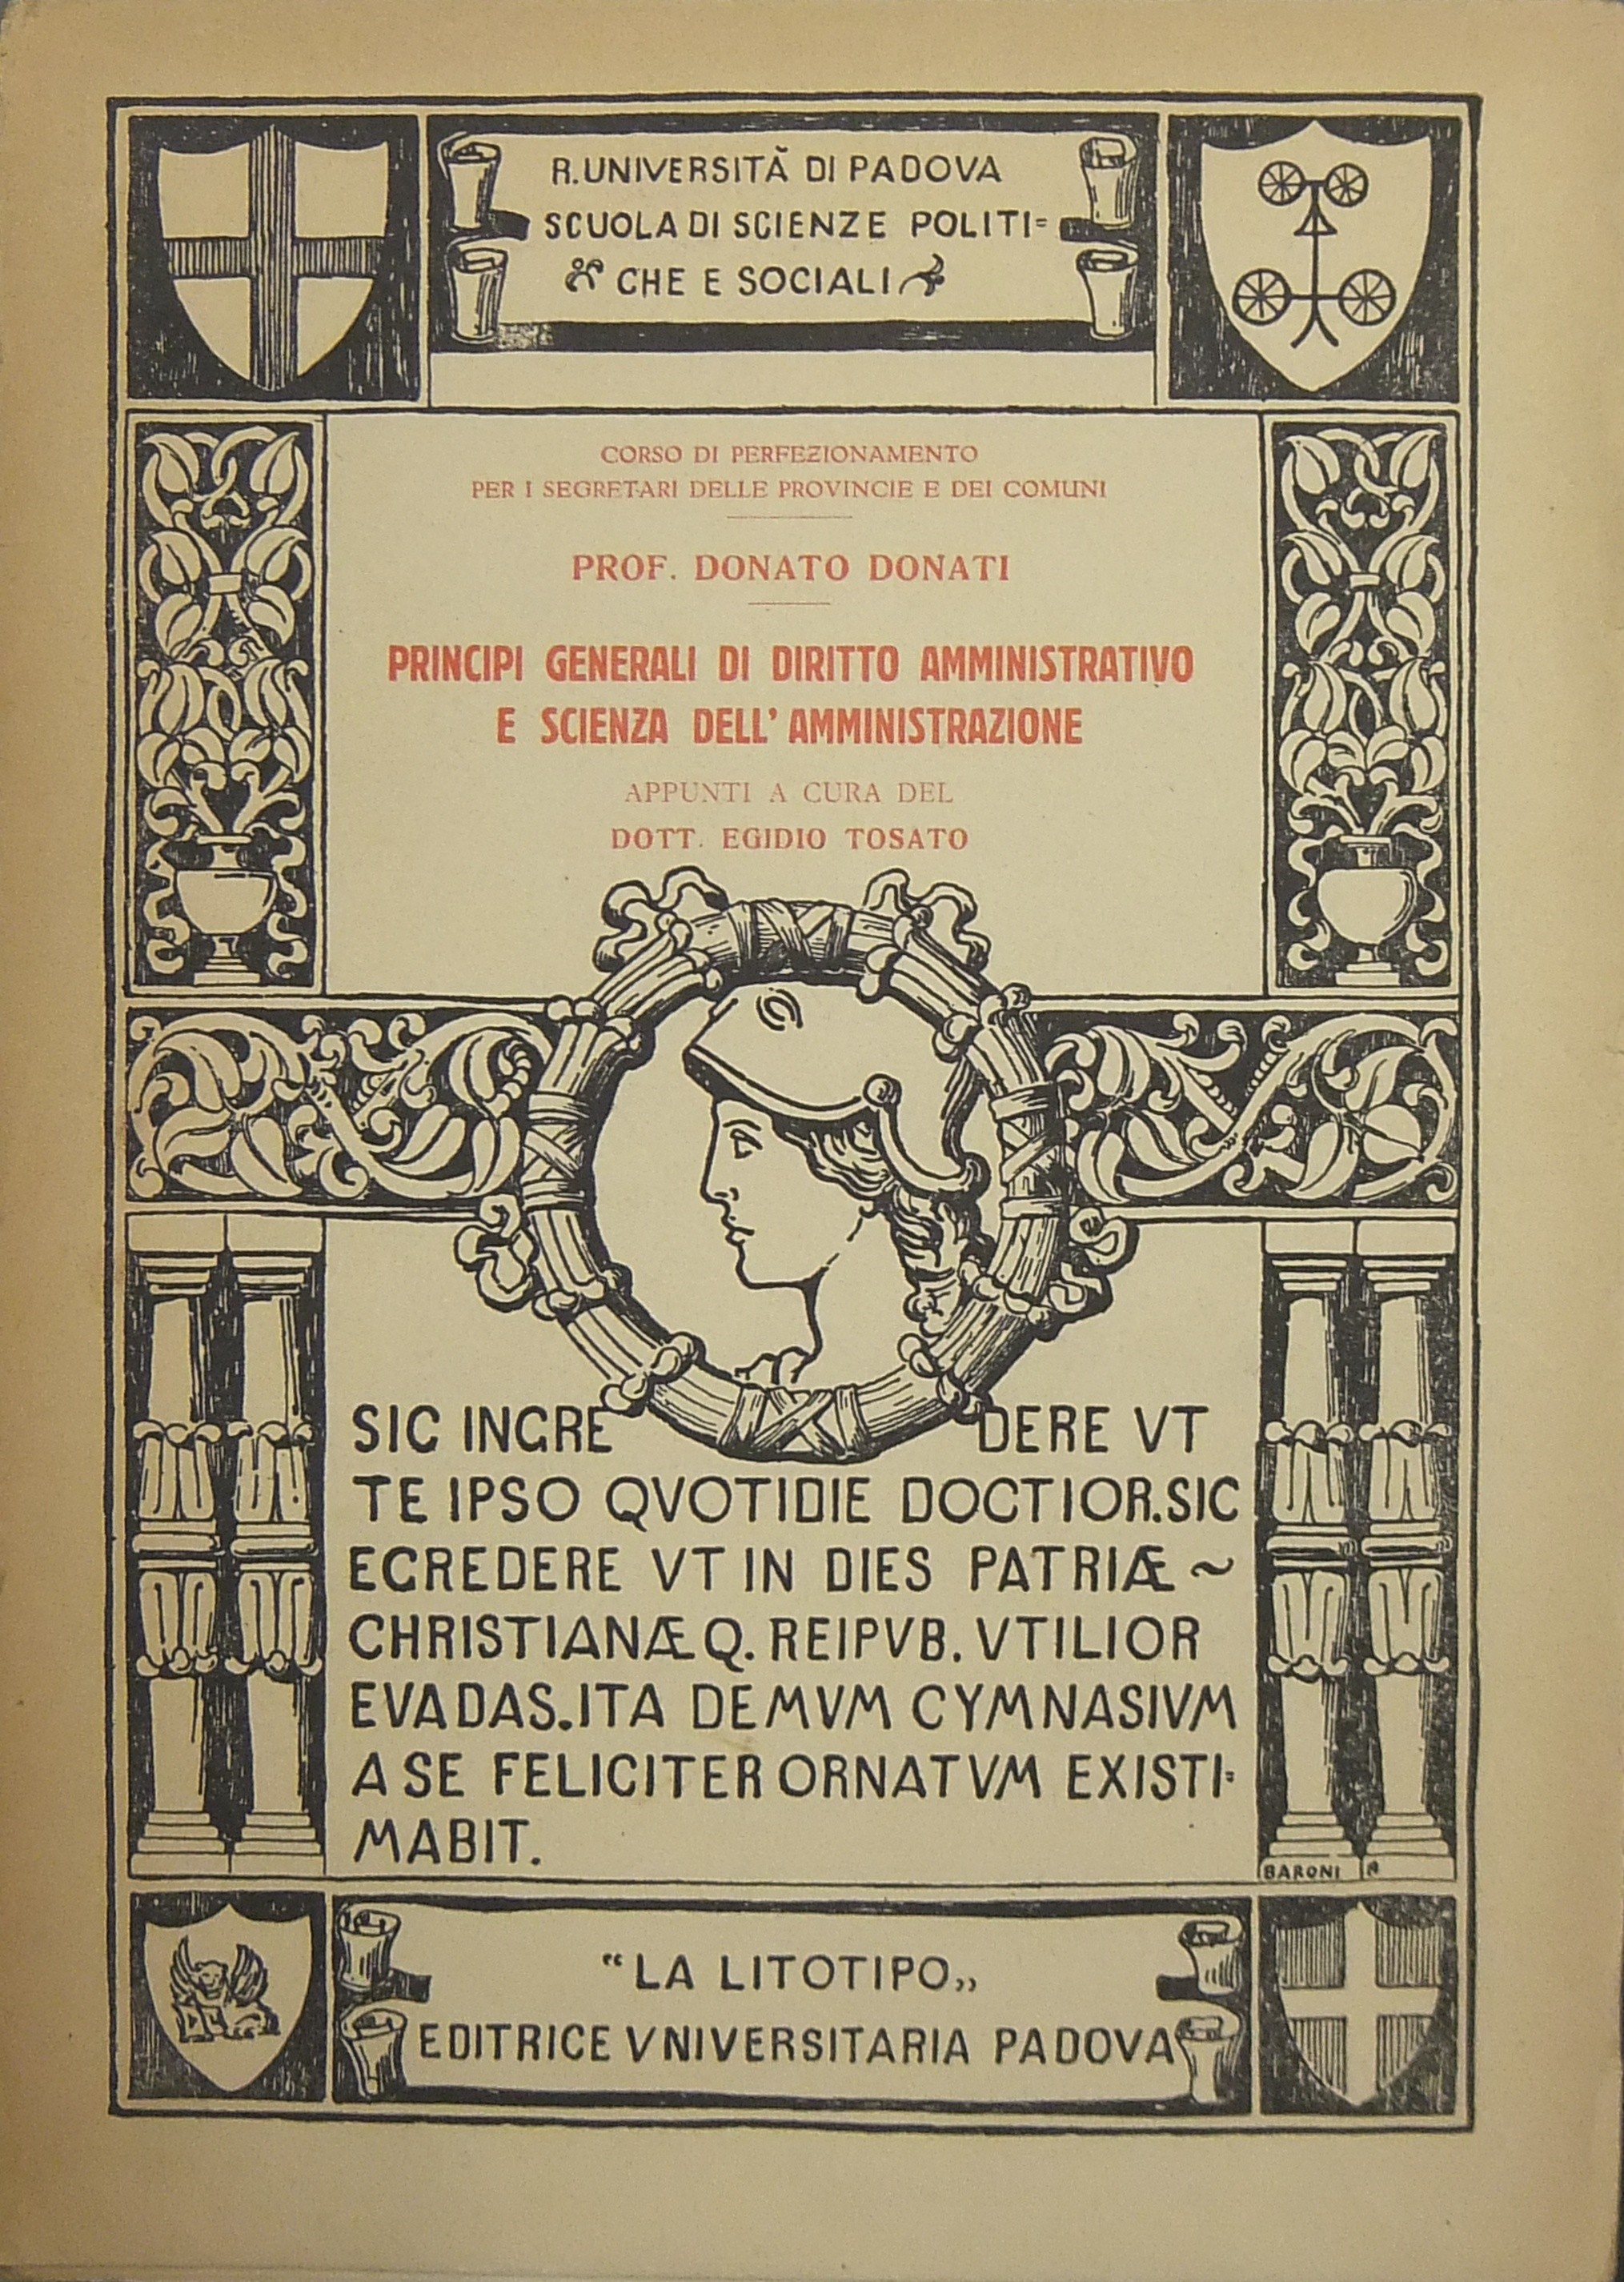 R. UNIVERSITÀ DI PADOVA
SCUOLA DI SCIENZE POLITI=
CHE E SOCIALI
CORSO DI PERFEZIONAMENTO
PER I SEGRETARI DELLE PROVINCIE E DEI COMUNI
PROF. DONATO DONATI
PRINCIPI GENERALI DI DIRITTO AMMINISTRATIVO
E SCIENZA DELL' AMMINISTRAZIONE
APPUNTI A CURA DEL
DOTT. EGIDIO TOSATO
SIC INGRE DERE VT
TE IPSO QVOTIDIE DOCTIOR. SIC
EGREDERE VT IN DIES PATRIÆ ~
CHRISTIANÆ Q. REIPVB. VTILIOR
EVADAS. ITA DEMVM GYMNASIVM
A SE FELICITER ORNATVM EXISTI=
MABIT.
BARONI
"LA LITOTIPO„
EDITRICE VNIVERSITARIA PADOVA